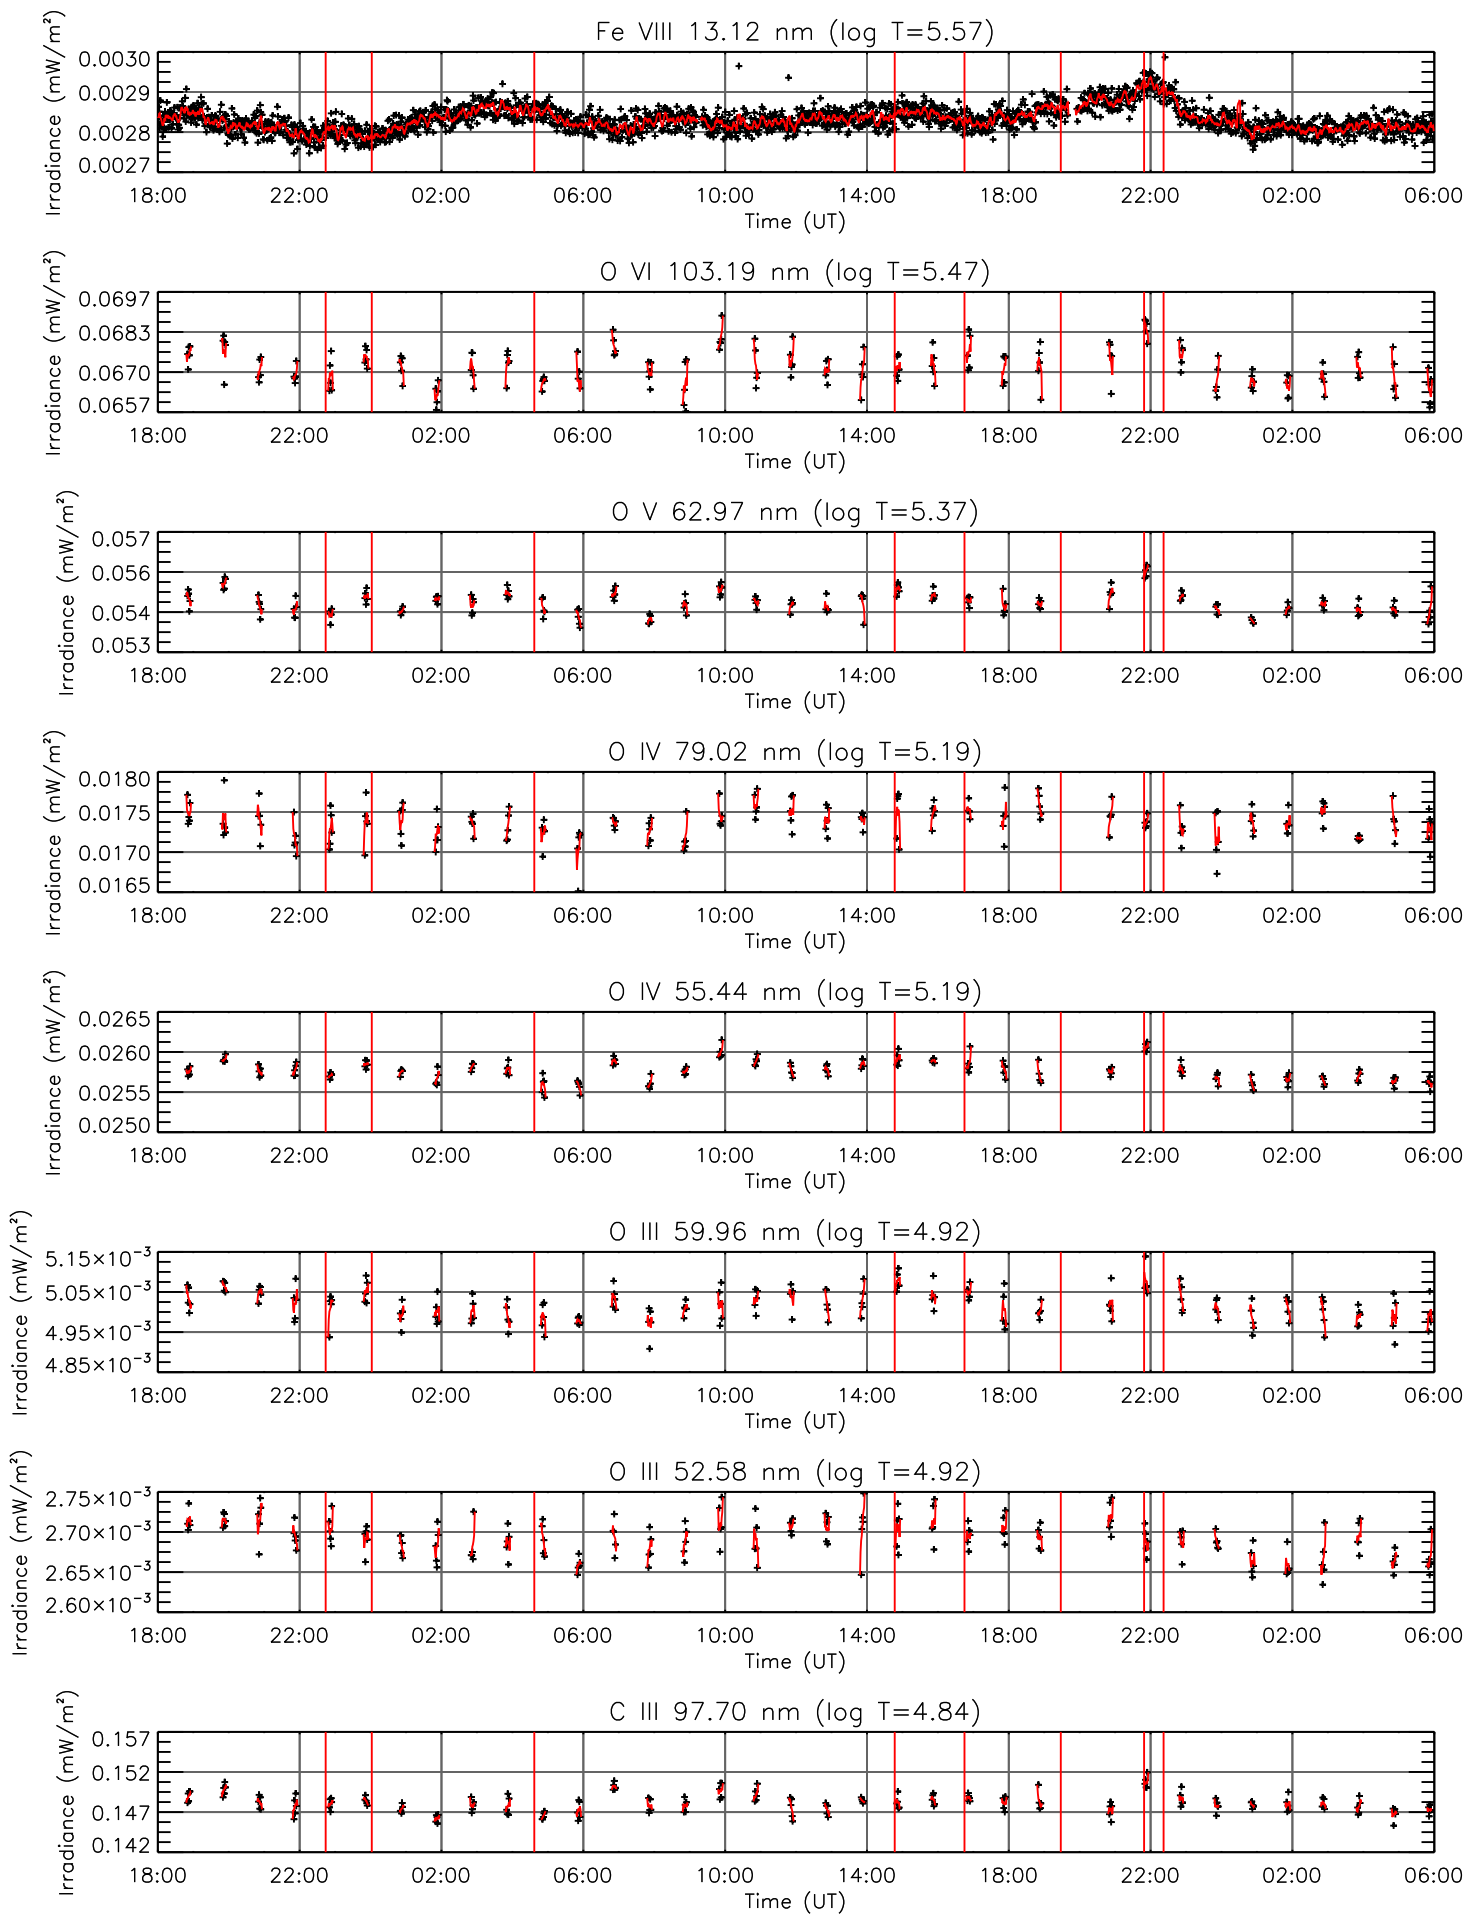 Fe VIII 13.12 nm (log T=5.57)
Irradiance (mW/m²)
0.0030
0.0029
0.0028
0.0027
18:00 22:00 02:00 06:00 10:00 14:00 18:00 22:00 02:00 06:00
Time (UT)
O VI 103.19 nm (log T=5.47)
Irradiance (mW/m²)
0.0697
0.0683
0.0670
0.0657
18:00 22:00 02:00 06:00 10:00 14:00 18:00 22:00 02:00 06:00
Time (UT)
O V 62.97 nm (log T=5.37)
Irradiance (mW/m²)
0.057
0.056
0.054
0.053
18:00 22:00 02:00 06:00 10:00 14:00 18:00 22:00 02:00 06:00
Time (UT)
O IV 79.02 nm (log T=5.19)
Irradiance (mW/m²)
0.0180
0.0175
0.0170
0.0165
18:00 22:00 02:00 06:00 10:00 14:00 18:00 22:00 02:00 06:00
Time (UT)
O IV 55.44 nm (log T=5.19)
Irradiance (mW/m²)
0.0265
0.0260
0.0255
0.0250
18:00 22:00 02:00 06:00 10:00 14:00 18:00 22:00 02:00 06:00
Time (UT)
O III 59.96 nm (log T=4.92)
Irradiance (mW/m²)
5.15×10⁻³
5.05×10⁻³
4.95×10⁻³
4.85×10⁻³
18:00 22:00 02:00 06:00 10:00 14:00 18:00 22:00 02:00 06:00
Time (UT)
O III 52.58 nm (log T=4.92)
Irradiance (mW/m²)
2.75×10⁻³
2.70×10⁻³
2.65×10⁻³
2.60×10⁻³
18:00 22:00 02:00 06:00 10:00 14:00 18:00 22:00 02:00 06:00
Time (UT)
C III 97.70 nm (log T=4.84)
Irradiance (mW/m²)
0.157
0.152
0.147
0.142
18:00 22:00 02:00 06:00 10:00 14:00 18:00 22:00 02:00 06:00
Time (UT)